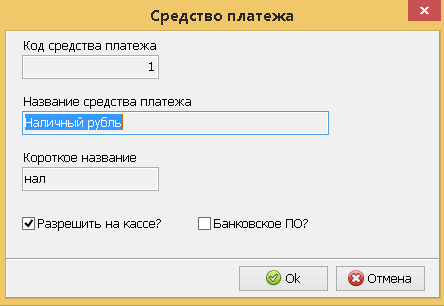 Средство платежа
Код средства платежа
1
Название средства платежа
Наличный рубль
Короткое название
нал
Разрешить на кассе? Банковское ПО?
Ok Отмена